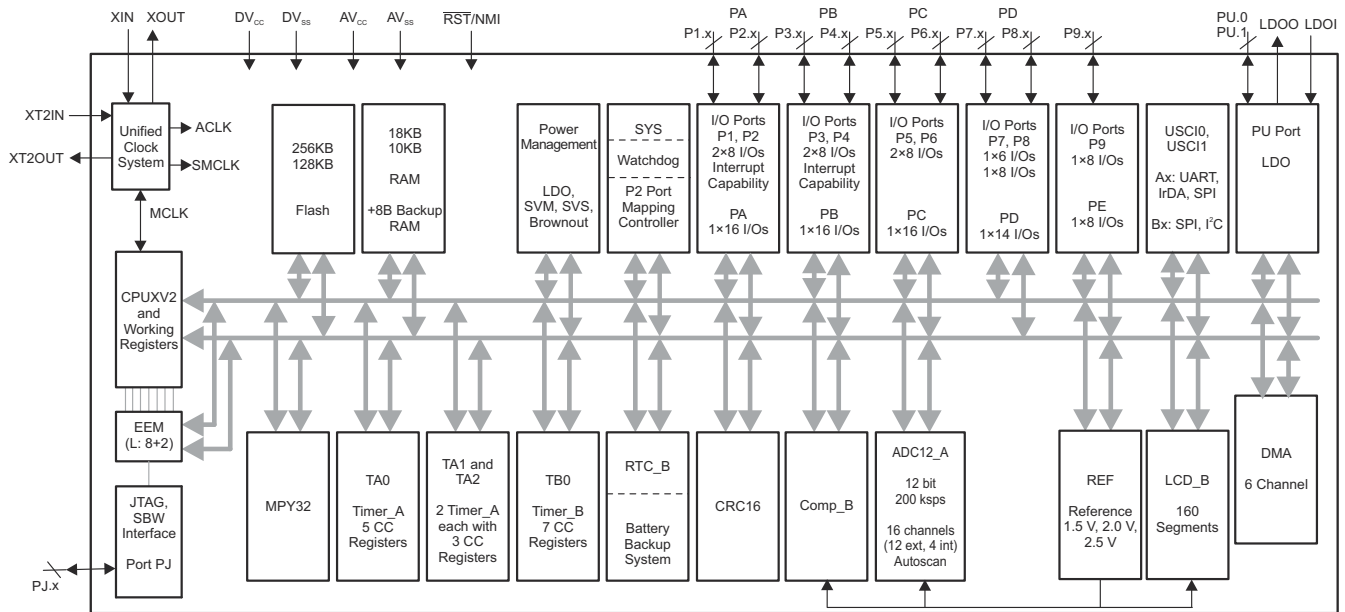 XIN XOUT DVCC DVSS AVCC AVSS RST/NMI PA PB PC PD PU.0 LDOO LDOI
P1.x P2.x P3.x P4.x P5.x P6.x P7.x P8.x P9.x PU.1
XT2IN
XT2OUT
Unified
Clock
System
ACLK
SMCLK
MCLK
256KB
128KB
Flash
18KB
10KB
RAM
+8B Backup
RAM
Power
Management
LDO,
SVM, SVS,
Brownout
SYS
Watchdog
P2 Port
Mapping
Controller
I/O Ports
P1, P2
2×8 I/Os
Interrupt
Capability
PA
1×16 I/Os
I/O Ports
P3, P4
2×8 I/Os
Interrupt
Capability
PB
1×16 I/Os
I/O Ports
P5, P6
2×8 I/Os
PC
1×16 I/Os
I/O Ports
P7, P8
1×6 I/Os
1×8 I/Os
PD
1×14 I/Os
I/O Ports
P9
1×8 I/Os
PE
1×8 I/Os
USCI0,
USCI1
Ax: UART,
IrDA, SPI
Bx: SPI, I²C
PU Port
LDO
CPUXV2
and
Working
Registers
EEM
(L: 8+2)
JTAG,
SBW
Interface
Port PJ
PJ.x
MPY32
TA0
Timer_A
5 CC
Registers
TA1 and
TA2
2 Timer_A
each with
3 CC
Registers
TB0
Timer_B
7 CC
Registers
RTC_B
Battery
Backup
System
CRC16
Comp_B
ADC12_A
12 bit
200 ksps
16 channels
(12 ext, 4 int)
Autoscan
REF
Reference
1.5 V, 2.0 V,
2.5 V
LCD_B
160
Segments
DMA
6 Channel